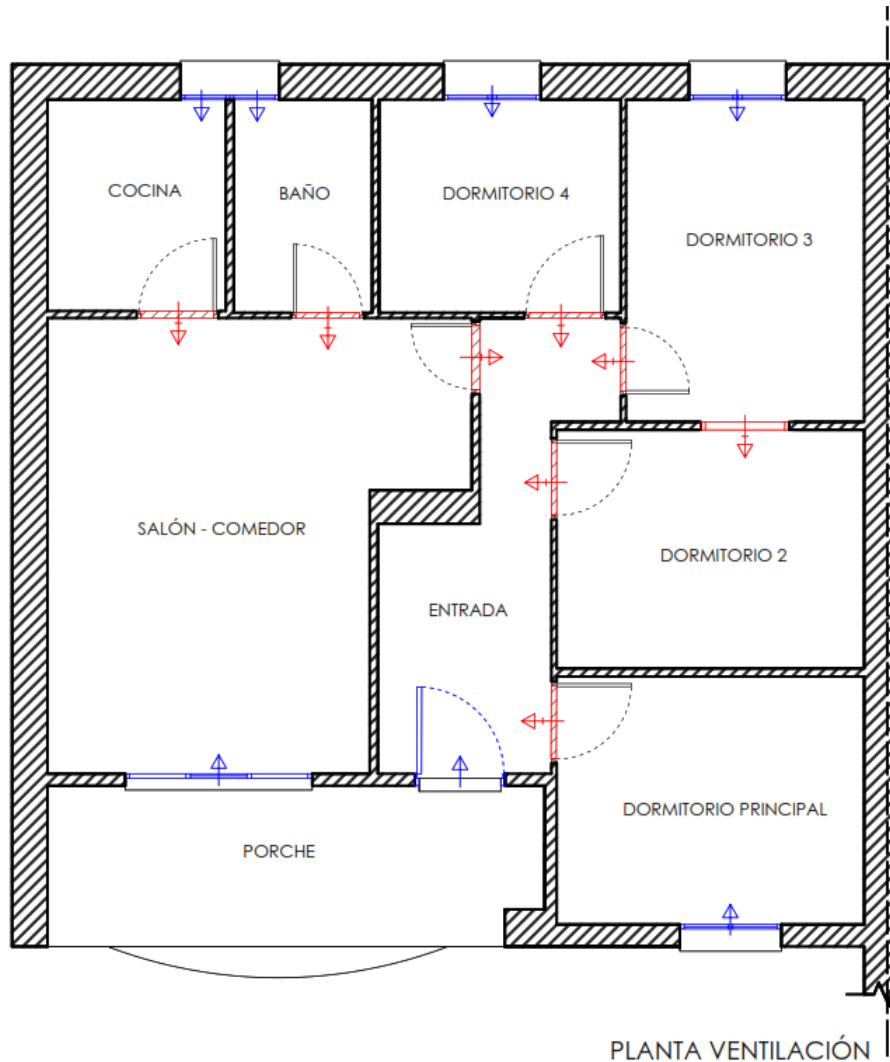 COCINA
BAÑO
DORMITORIO 4
DORMITORIO 3
SALÓN - COMEDOR
DORMITORIO 2
ENTRADA
DORMITORIO PRINCIPAL
PORCHE
PLANTA VENTILACIÓN